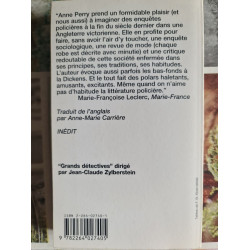 "Anne Perry prend un formidable plaisir (et
nous aussi) à imaginer des enquêtes
policières à la fin du siècle dernier dans une
Angleterre victorienne. Elle en profite pour
faire, sans avoir l'air d'y toucher, une enquête
sociologique, une revue de mode (chaque
robe est décrite avec minutie) et une critique
redoutable de cette société enfermée dans
ses principes, ses traditions, ses habitudes.
L'auteur évoque aussi parfois les bas-fonds à
la Dickens. Et le tout fait des polars haletants,
amusants, excitants. Même quand on n'a
pas d'habitude la littérature policière."
Marie-Françoise Leclerc, Marie-France
Traduit de l'anglais
par Anne-Marie Carrière
INÉDIT
"Grands détectives" dirigé
par Jean-Claude Zylberstein
9 782264 027405